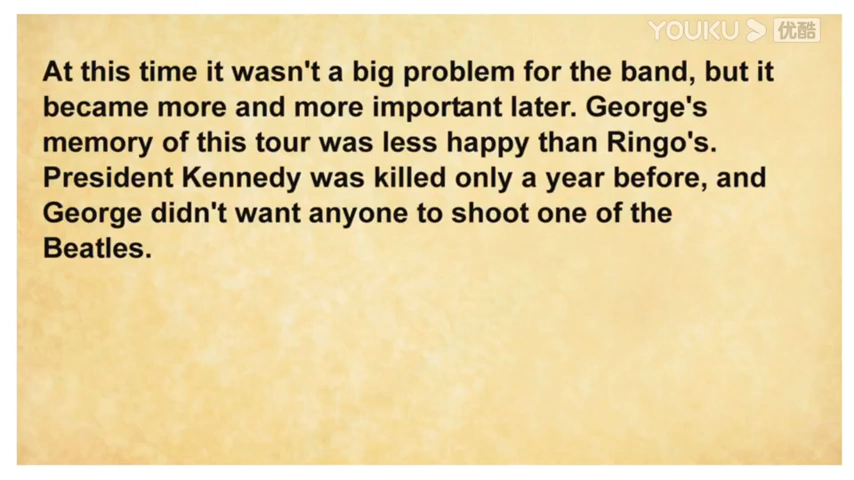 YOUKU 优酷
At this time it wasn't a big problem for the band, but it
became more and more important later. George's
memory of this tour was less happy than Ringo's.
President Kennedy was killed only a year before, and
George didn't want anyone to shoot one of the
Beatles.